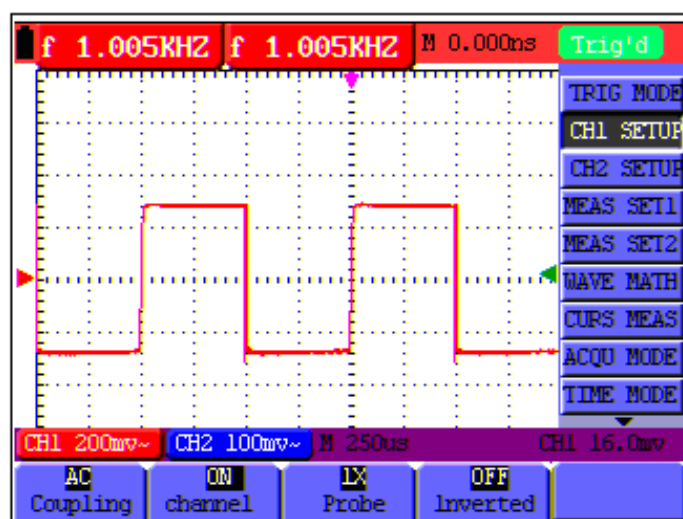 f 1.005KHZ f 1.005KHZ M 0.000ns Trig'd
TRIG MODE
CH1 SETUP
CH2 SETUP
MEAS SET1
MEAS SET2
WAVE MATH
CURS MEAS
ACQU MODE
TIME MODE
CH1 200mv~ CH2 100mv~ M 250us CH1 16.0mv
AC ON 1X OFF
Coupling channel Probe Inverted